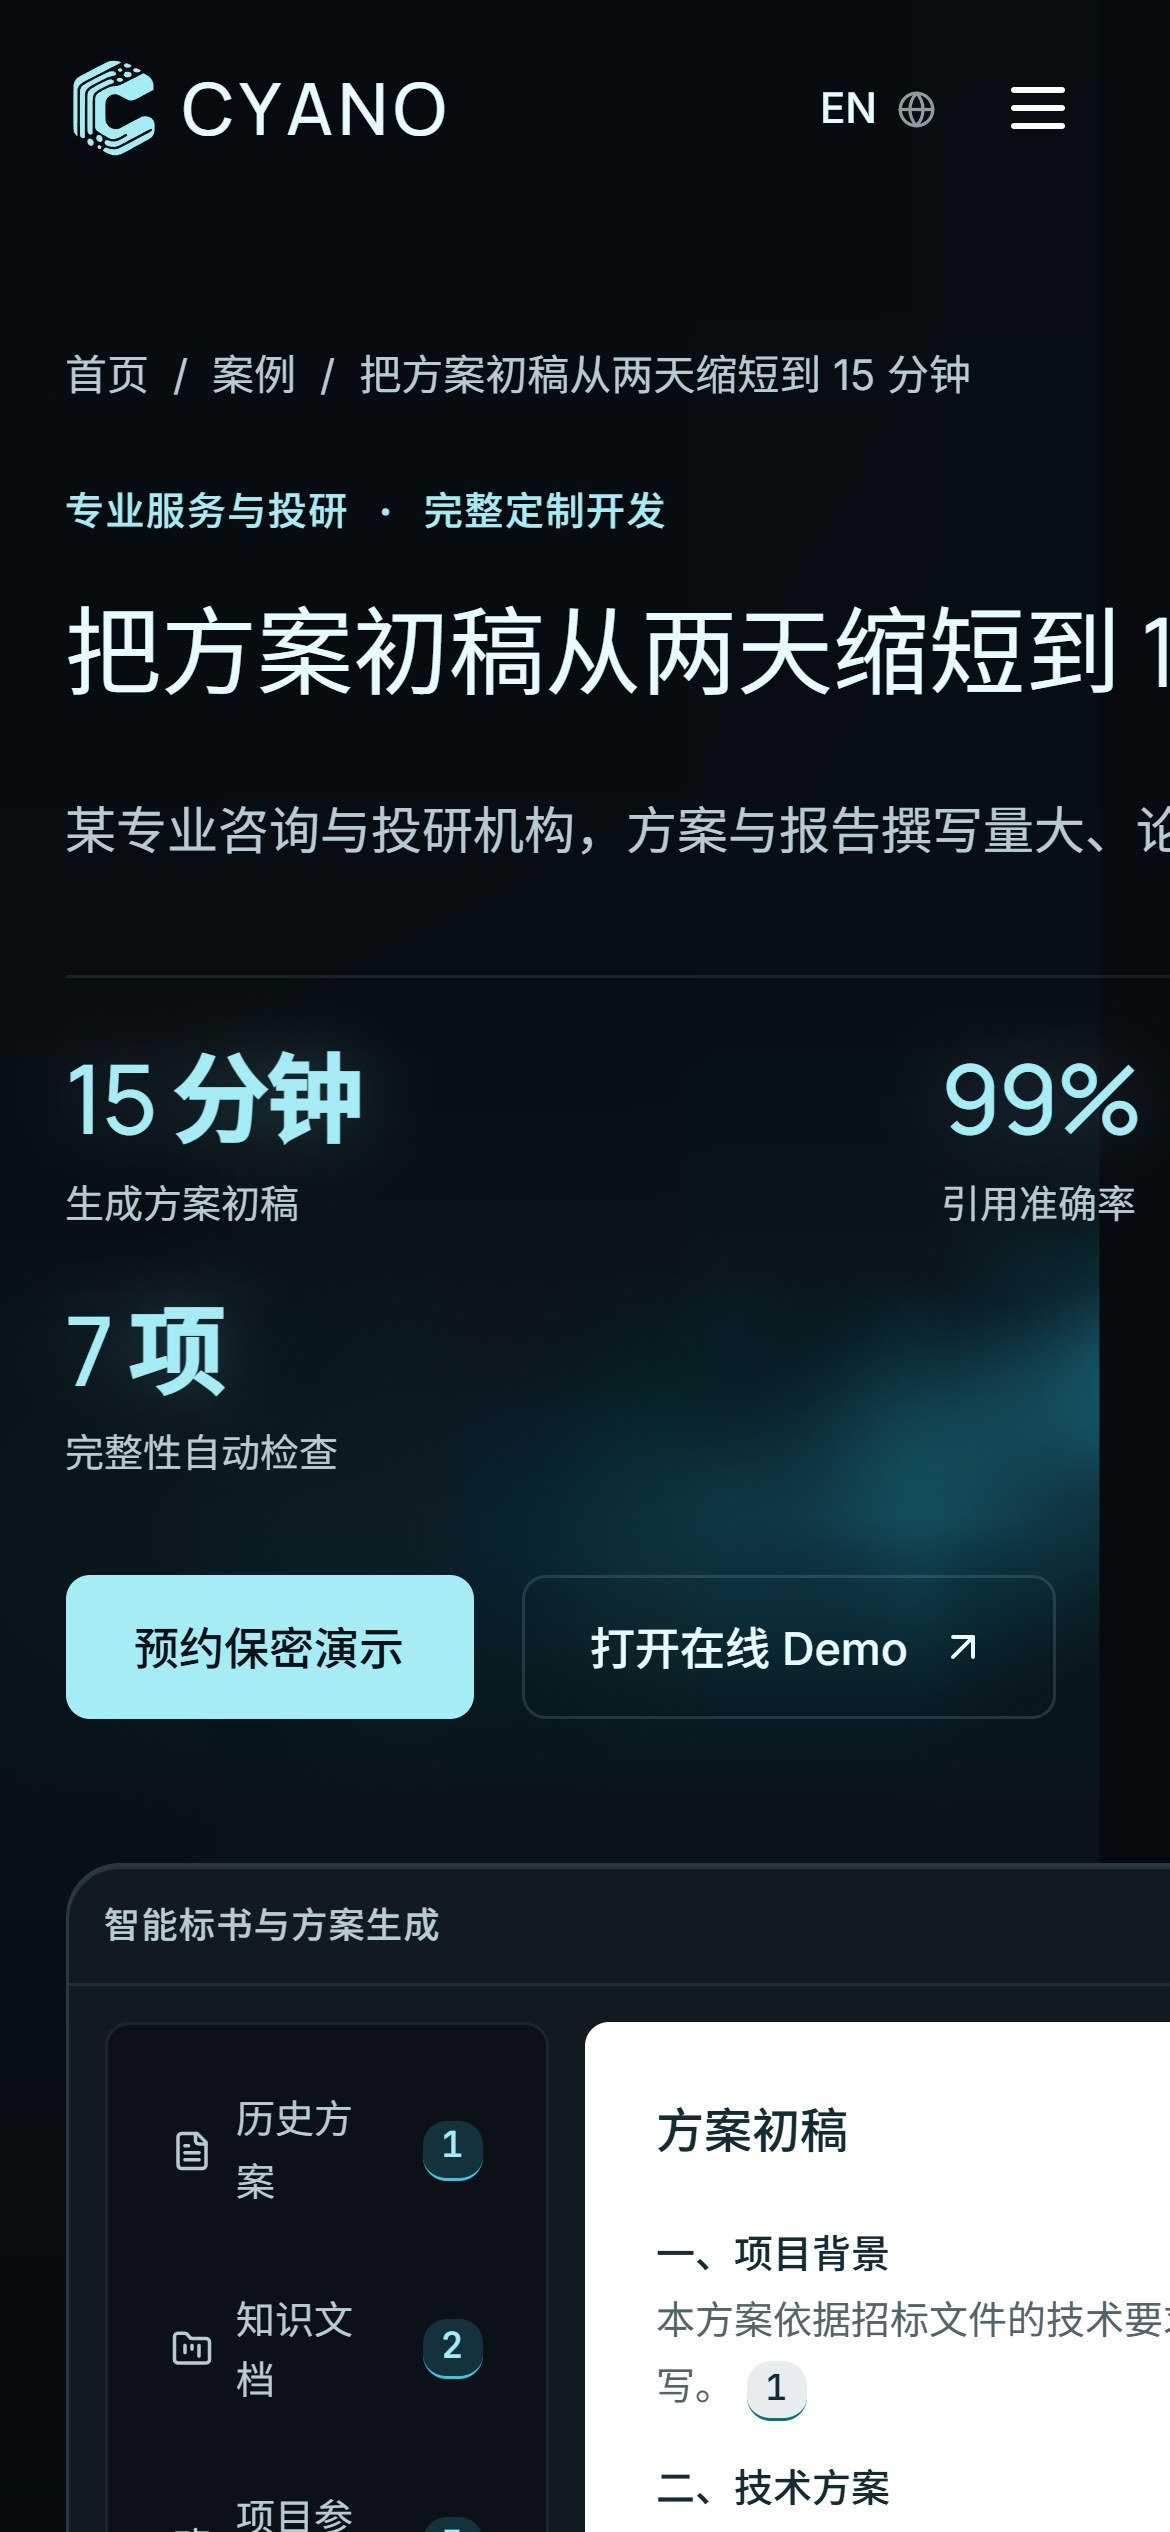 CYANO
EN
首页 / 案例 / 把方案初稿从两天缩短到 15 分钟
专业服务与投研 · 完整定制开发
把方案初稿从两天缩短到 1
某专业咨询与投研机构，方案与报告撰写量大、论
15 分钟
生成方案初稿
99%
引用准确率
7 项
完整性自动检查
预约保密演示
打开在线 Demo
智能标书与方案生成
历史方
案
1
知识文
档
2
项目参
方案初稿
一、项目背景
本方案依据招标文件的技术要求
写。 1
二、技术方案